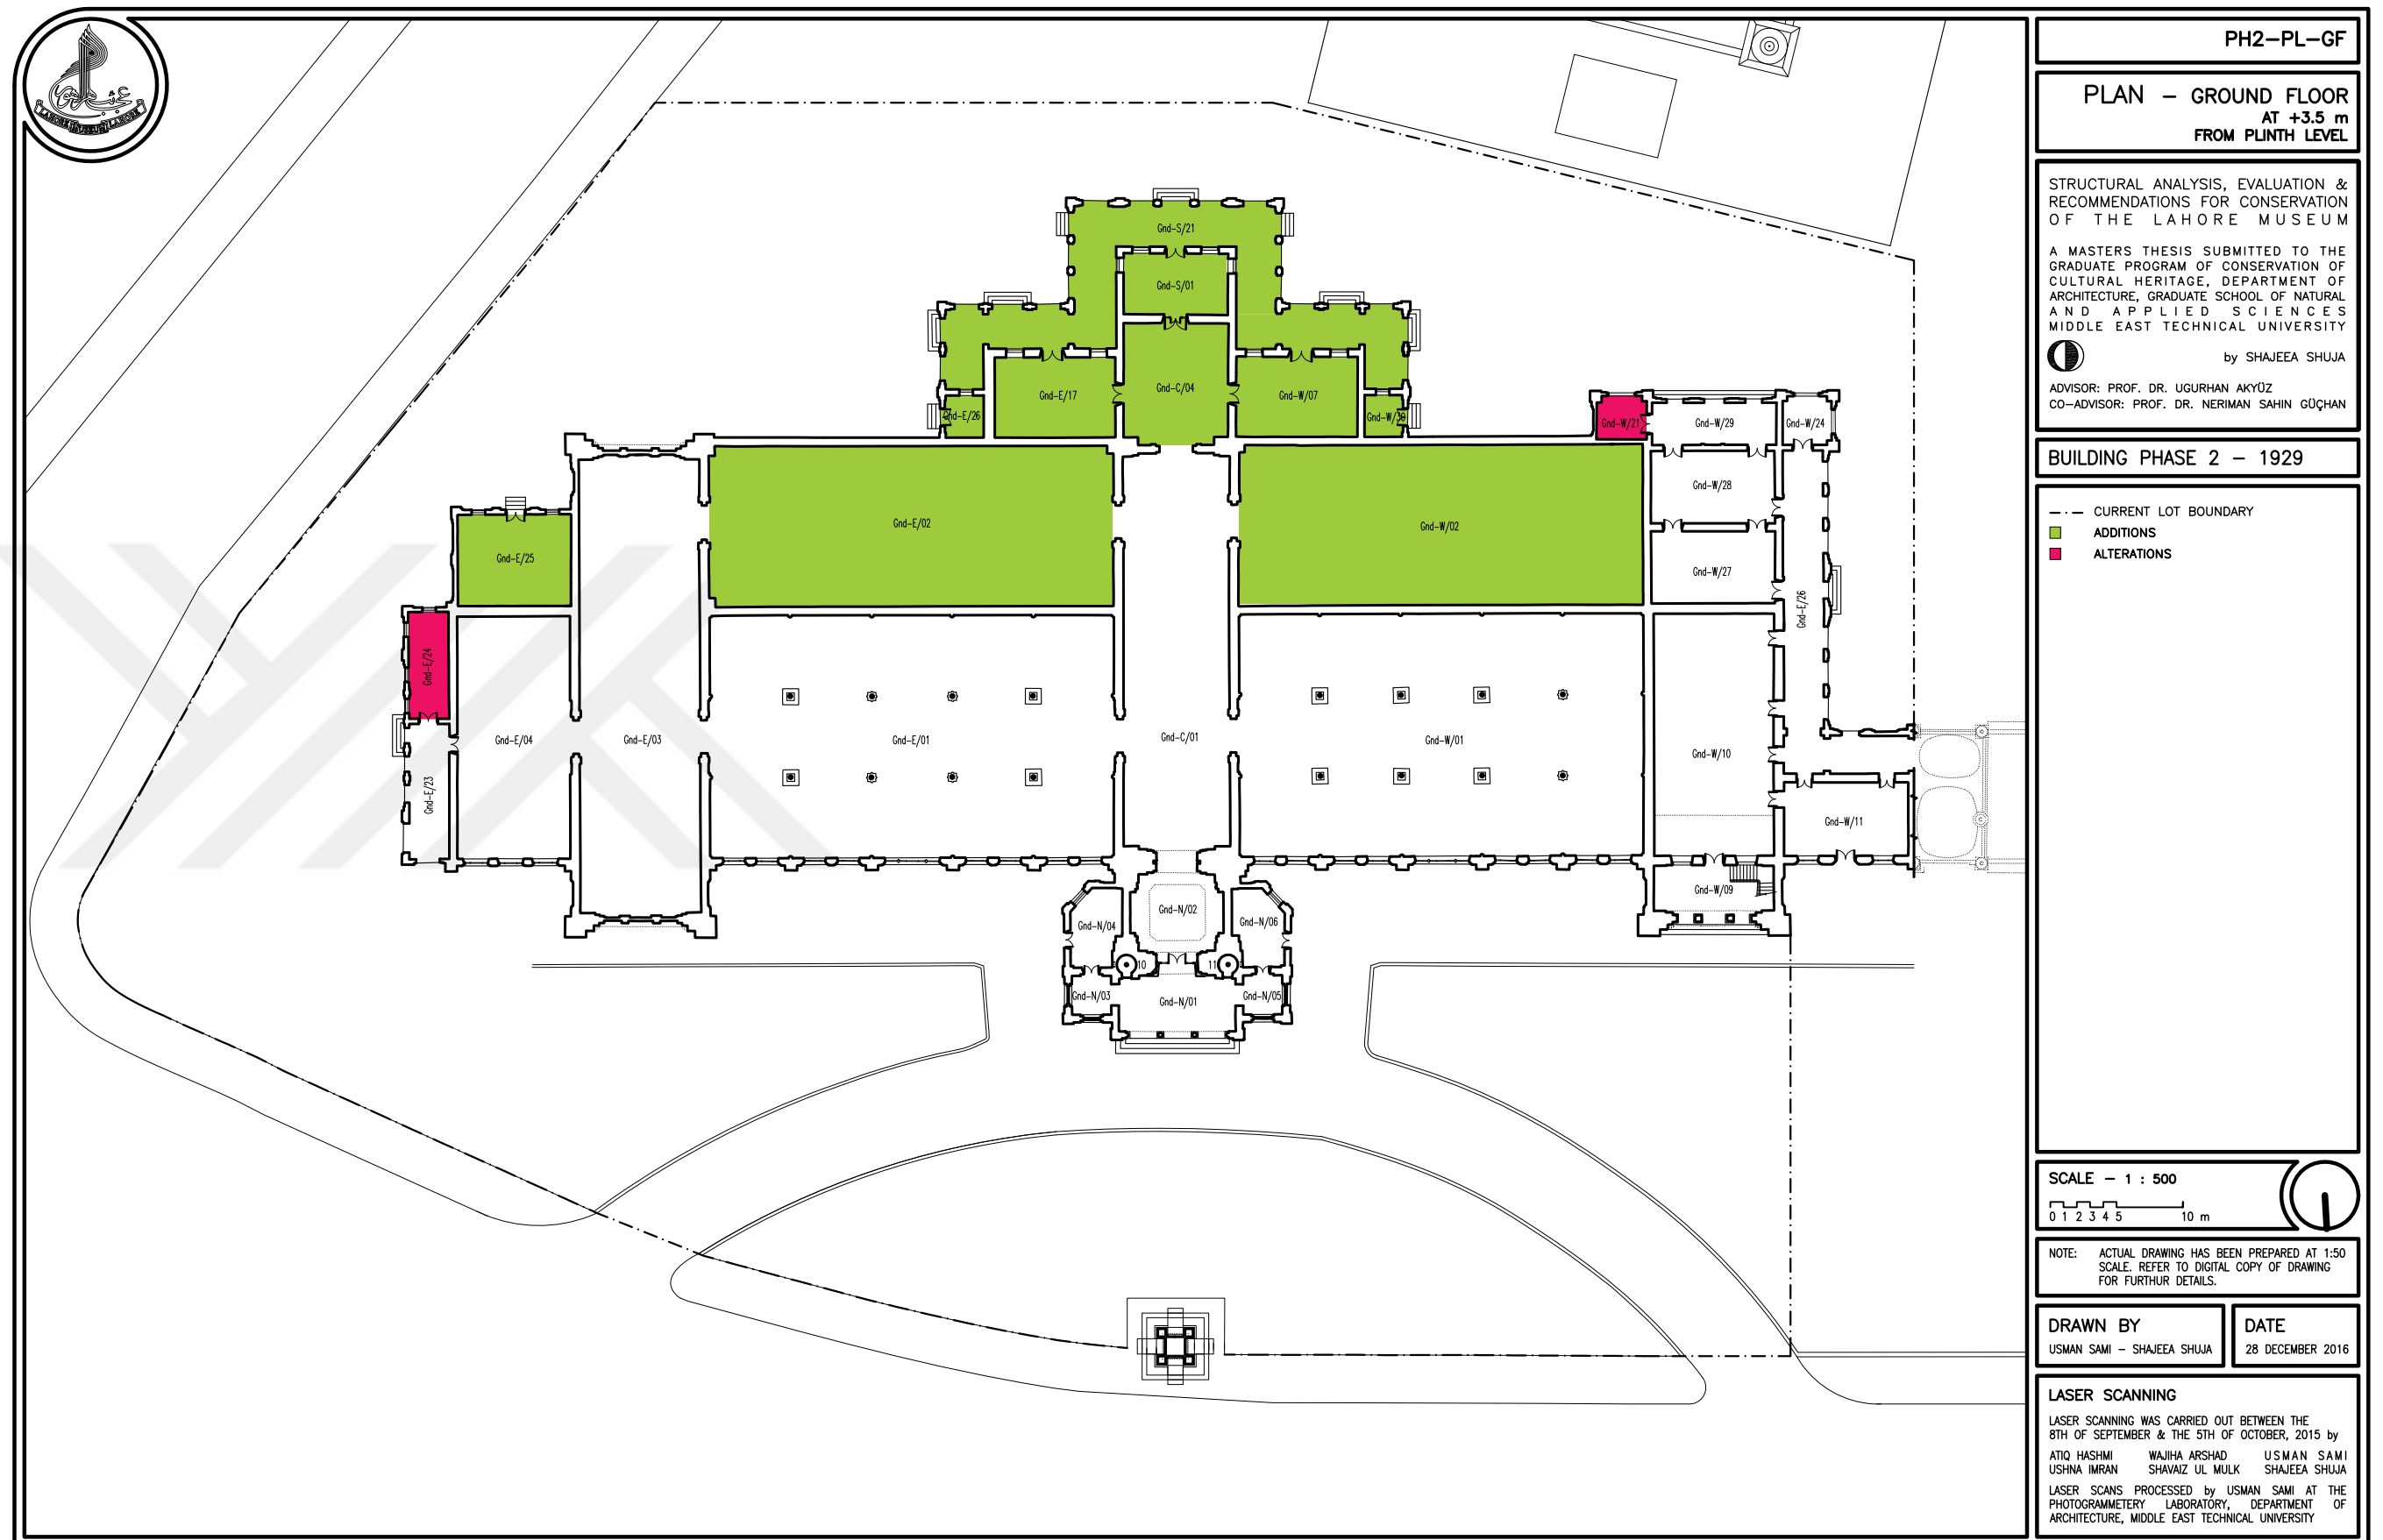 LAHORE MUSEUM LAHORE
PH2-PL-GF
PLAN - GROUND FLOOR
AT +3.5 m
FROM PLINTH LEVEL
STRUCTURAL ANALYSIS, EVALUATION &
RECOMMENDATIONS FOR CONSERVATION
OF THE LAHORE MUSEUM
A MASTERS THESIS SUBMITTED TO THE
GRADUATE PROGRAM OF CONSERVATION OF
CULTURAL HERITAGE, DEPARTMENT OF
ARCHITECTURE, GRADUATE SCHOOL OF NATURAL
AND APPLIED SCIENCES
MIDDLE EAST TECHNICAL UNIVERSITY
by SHAJEEA SHUJA
ADVISOR: PROF. DR. UGURHAN AKYÜZ
CO-ADVISOR: PROF. DR. NERIMAN SAHIN GÜÇHAN
BUILDING PHASE 2 - 1929
CURRENT LOT BOUNDARY
ADDITIONS
ALTERATIONS
SCALE - 1 : 500
0 1 2 3 4 5 10 m
NOTE: ACTUAL DRAWING HAS BEEN PREPARED AT 1:50
SCALE. REFER TO DIGITAL COPY OF DRAWING
FOR FURTHUR DETAILS.
DRAWN BY
USMAN SAMI - SHAJEEA SHUJA
DATE
28 DECEMBER 2016
LASER SCANNING
LASER SCANNING WAS CARRIED OUT BETWEEN THE
8TH OF SEPTEMBER & THE 5TH OF OCTOBER, 2015 by
ATIQ HASHMI WAJIHA ARSHAD USMAN SAMI
USHNA IMRAN SHAVAIZ UL MULK SHAJEEA SHUJA
LASER SCANS PROCESSED by USMAN SAMI AT THE
PHOTOGRAMMETERY LABORATORY, DEPARTMENT OF
ARCHITECTURE, MIDDLE EAST TECHNICAL UNIVERSITY
Gnd-S/21
Gnd-S/01
Gnd-C/04
Gnd-E/17
Gnd-W/07
Gnd-E/26
Gnd-W/30
Gnd-W/21
Gnd-W/29
Gnd-W/24
Gnd-W/28
Gnd-E/02
Gnd-W/02
Gnd-E/25
Gnd-W/27
Gnd-E/26
Gnd-E/24
Gnd-E/04
Gnd-E/03
Gnd-E/01
Gnd-C/01
Gnd-W/01
Gnd-W/10
Gnd-E/23
Gnd-W/11
Gnd-W/09
Gnd-N/02
Gnd-N/04
Gnd-N/06
10
11
Gnd-N/03
Gnd-N/01
Gnd-N/05